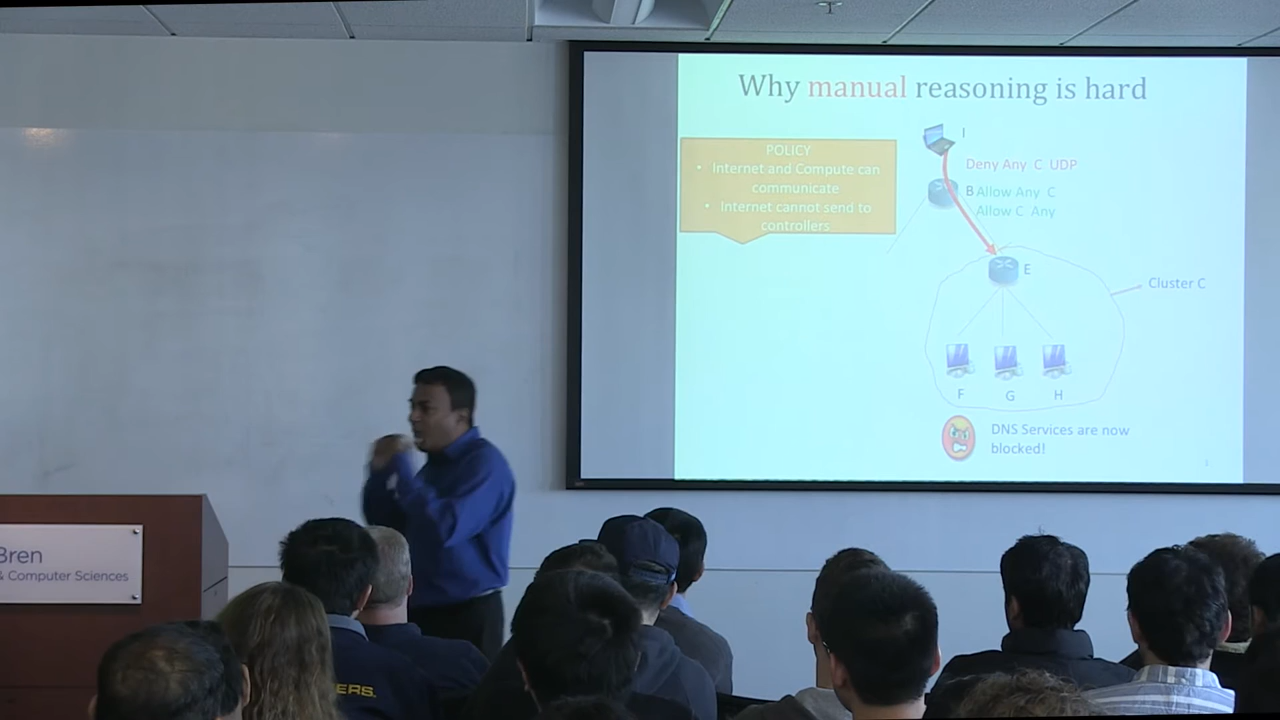 Why manual reasoning is hard
POLICY
• Internet and Compute can
communicate
• Internet cannot send to
controllers
I
Deny Any C UDP
B Allow Any C
Allow C Any
E
Cluster C
F G H
DNS Services are now
blocked!
Bren
& Computer Sciences
ERS.